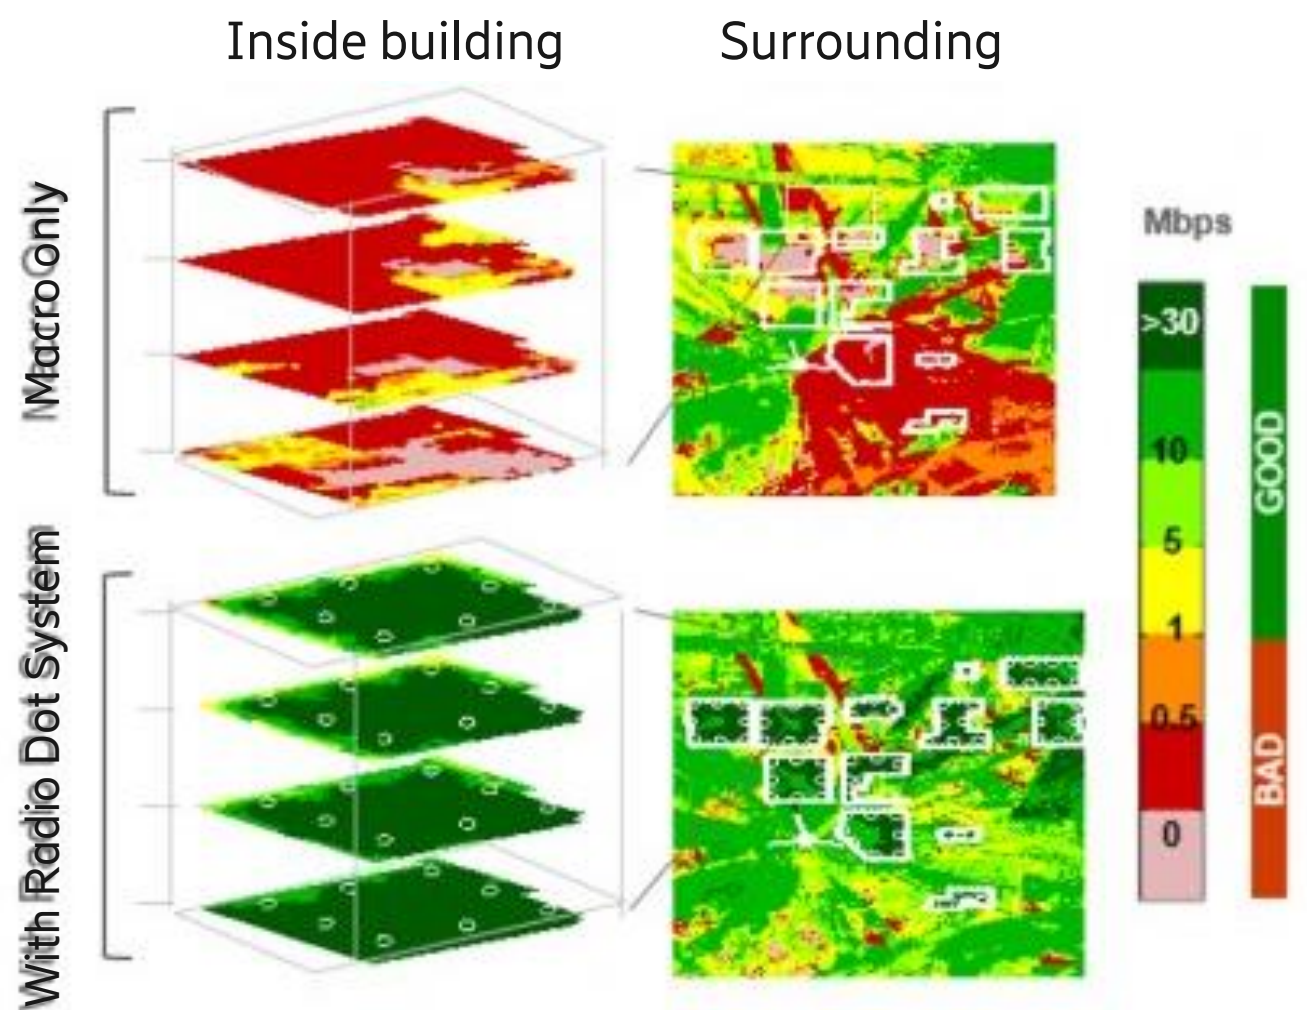 Inside building
Surrounding
Macro only
With Radio Dot System
Mbps
>30
10
5
1
0.5
0
GOOD
BAD